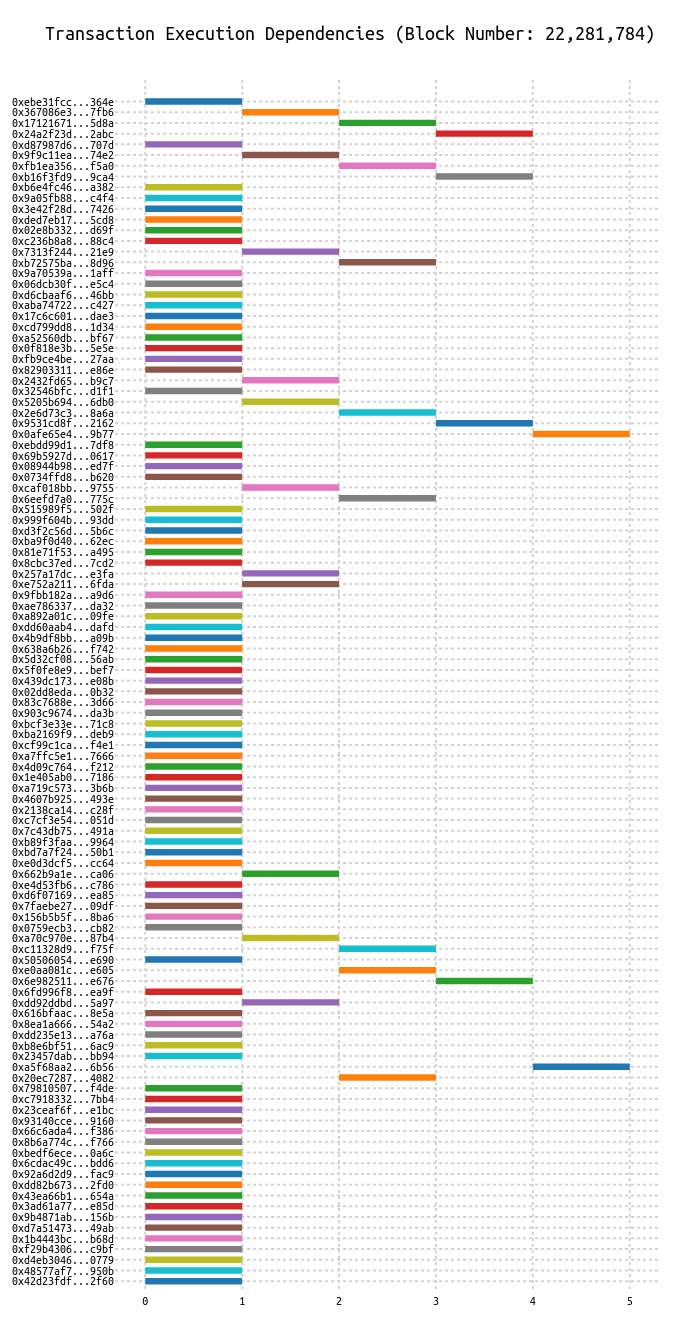 Transaction Execution Dependencies (Block Number: 22,281,784)
0xebe31fcc...364e
0x367086e3...7fb6
0x17121671...5d8a
0x24a2f23d...2abc
0xd87987d6...707d
0x9f9c11ea...74e2
0xfb1ea356...f5a0
0xb16f3fd9...9ca4
0xb6e4fc46...a382
0x9a05fb88...c4f4
0x3e42f28d...7426
0xded7eb17...5cd8
0x02e8b332...d69f
0xc236b8a8...88c4
0x7313f244...21e9
0xb72575ba...8d96
0x9a70539a...1aff
0x06dcb30f...e5c4
0xd6cbaaf6...46bb
0xaba74722...c427
0x17c6c601...dae3
0xcd799dd8...1d34
0xa52560db...bf67
0x0f818e3b...5e5e
0xfb9ce4be...27aa
0x82903311...e86e
0x2432fd65...b9c7
0x32546bfc...d1f1
0x5205b694...6db0
0x2e6d73c3...8a6a
0x9531cd8f...2162
0x0afe65e4...9b77
0xebdd99d1...7df8
0x69b5927d...0617
0x08944b98...ed7f
0x0734ffd8...b620
0xcaf018bb...9755
0x6eefd7a0...775c
0x515989f5...502f
0x999f604b...93dd
0xd3f2c56d...5b6c
0xba9f0d40...62ec
0x81e71f53...a495
0x8cbc37ed...7cd2
0x257a17dc...e3fa
0xe752a211...6fda
0x9fbb182a...a9d6
0xae786337...da32
0xa892a01c...09fe
0xdd60aab4...dafd
0x4b9df8bb...a09b
0x638a6b26...f742
0x5d32cf08...56ab
0x5f0fe8e9...bef7
0x439dc173...e08b
0x02dd8eda...0b32
0x83c7688e...3d66
0x903c9674...da3b
0xbcf3e33e...71c8
0xba2169f9...deb9
0xcf99c1ca...f4e1
0xa7ffc5e1...7666
0x4d09c764...f212
0x1e405ab0...7186
0xa719c573...3b6b
0x4607b925...493e
0x2138ca14...c28f
0xc7cf3e54...051d
0x7c43db75...491a
0xb89f3faa...9964
0xbd7a7f24...50b1
0xe0d3dcf5...cc64
0x662b9a1e...ca06
0xe4d53fb6...c786
0xd6f07169...ea85
0x7faebe27...09df
0x156b5b5f...8ba6
0x0759ecb3...cb82
0xa70c970e...87b4
0xc11328d9...f75f
0x50506054...e690
0xe0aa081c...e605
0x6e982511...e676
0x6fd996f8...ea9f
0xdd92ddbd...5a97
0x616bfaac...8e5a
0x8ea1a666...54a2
0xdd235e13...a76a
0xb8e6bf51...6ac9
0x23457dab...bb94
0xa5f68aa2...6b56
0x20ec7287...4082
0x79810507...f4de
0xc7918332...7bb4
0x23ceaf6f...e1bc
0x93140cce...9160
0x66c6ada4...f386
0x8b6a774c...f766
0xbedf6ece...0a6c
0x6cdac49c...bdd6
0x92a6d2d9...fac9
0xdd82b673...2fd0
0x43ea66b1...654a
0x3ad61a77...e85d
0x9b4871ab...156b
0xd7a51473...49ab
0x1b4443bc...b68d
0xf29b4306...c9bf
0xd4eb3046...0779
0x48577af7...950b
0x42d23fdf...2f60
0 1 2 3 4 5